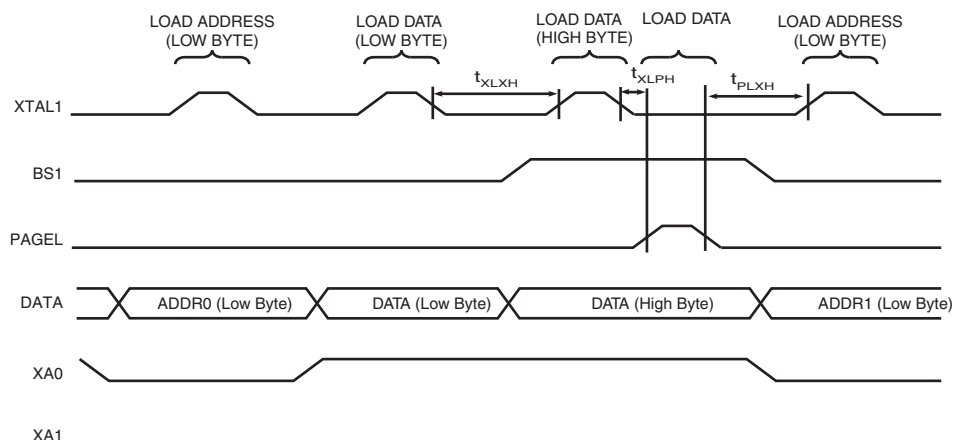 LOAD ADDRESS
(LOW BYTE)
LOAD DATA
(LOW BYTE)
LOAD DATA
(HIGH BYTE)
LOAD DATA
LOAD ADDRESS
(LOW BYTE)
tXLXH
tXLPH
tPLXH
XTAL1
BS1
PAGEL
DATA
ADDR0 (Low Byte)
DATA (Low Byte)
DATA (High Byte)
ADDR1 (Low Byte)
XA0
XA1